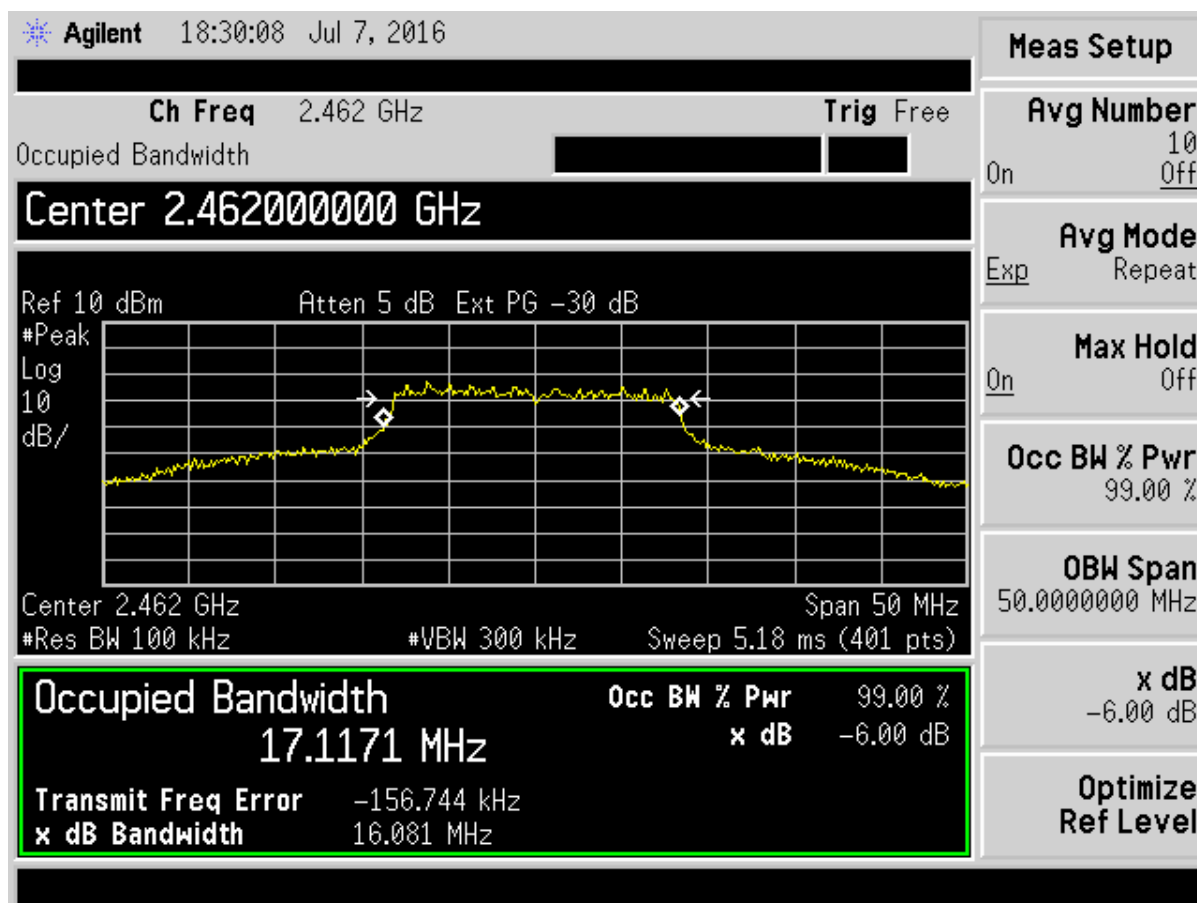 Agilent 18:30:08 Jul 7, 2016
Ch Freq 2.462 GHz Trig Free
Occupied Bandwidth
Center 2.462000000 GHz
Ref 10 dBm Atten 5 dB Ext PG -30 dB
#Peak
Log
10
dB/
Center 2.462 GHz Span 50 MHz
#Res BW 100 kHz #VBW 300 kHz Sweep 5.18 ms (401 pts)
Occupied Bandwidth Occ BW % Pwr 99.00 %
17.1171 MHz x dB -6.00 dB
Transmit Freq Error -156.744 kHz
x dB Bandwidth 16.081 MHz
Meas Setup
Avg Number
10
On Off
Avg Mode
Exp Repeat
Max Hold
On Off
Occ BW % Pwr
99.00 %
OBW Span
50.0000000 MHz
x dB
-6.00 dB
Optimize
Ref Level